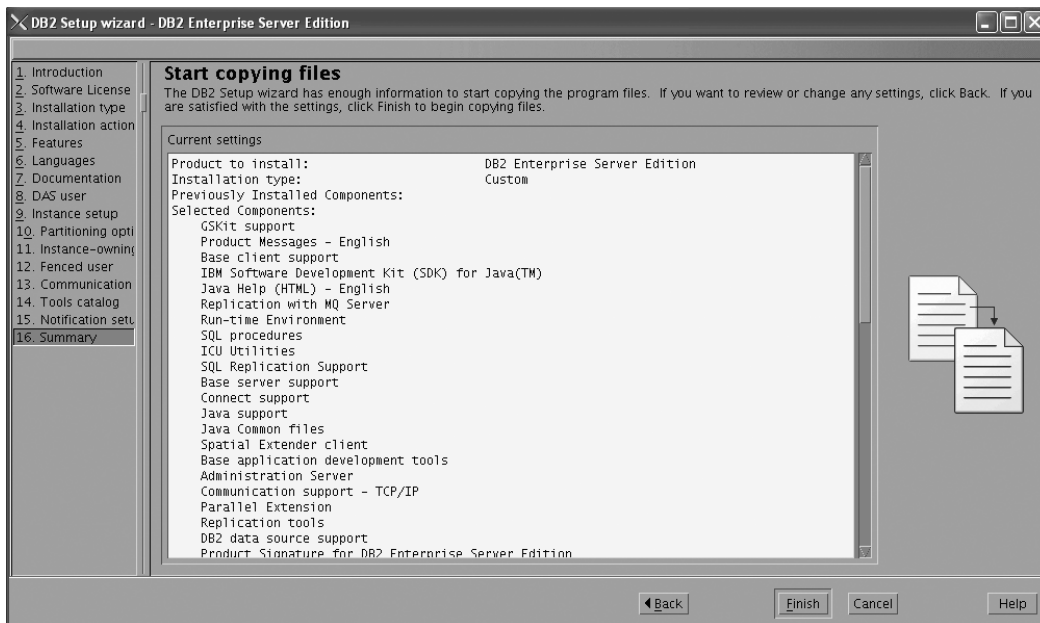 DB2 Setup wizard - DB2 Enterprise Server Edition
1. Introduction
2. Software License
3. Installation type
4. Installation action
5. Features
6. Languages
7. Documentation
8. DAS user
9. Instance setup
10. Partitioning opti
11. Instance-owning
12. Fenced user
13. Communication
14. Tools catalog
15. Notification setu
16. Summary
Start copying files
The DB2 Setup wizard has enough information to start copying the program files. If you want to review or change any settings, click Back. If you
are satisfied with the settings, click Finish to begin copying files.
Current settings
Product to install: DB2 Enterprise Server Edition
Installation type: Custom
Previously Installed Components:
Selected Components:
GSKit support
Product Messages - English
Base client support
IBM Software Development Kit (SDK) for Java(TM)
Java Help (HTML) - English
Replication with MQ Server
Run-time Environment
SQL procedures
ICU Utilities
SQL Replication Support
Base server support
Connect support
Java support
Java Common files
Spatial Extender client
Base application development tools
Administration Server
Communication support - TCP/IP
Parallel Extension
Replication tools
DB2 data source support
Product Signature for DB2 Enterprise Server Edition
Back
Finish
Cancel
Help